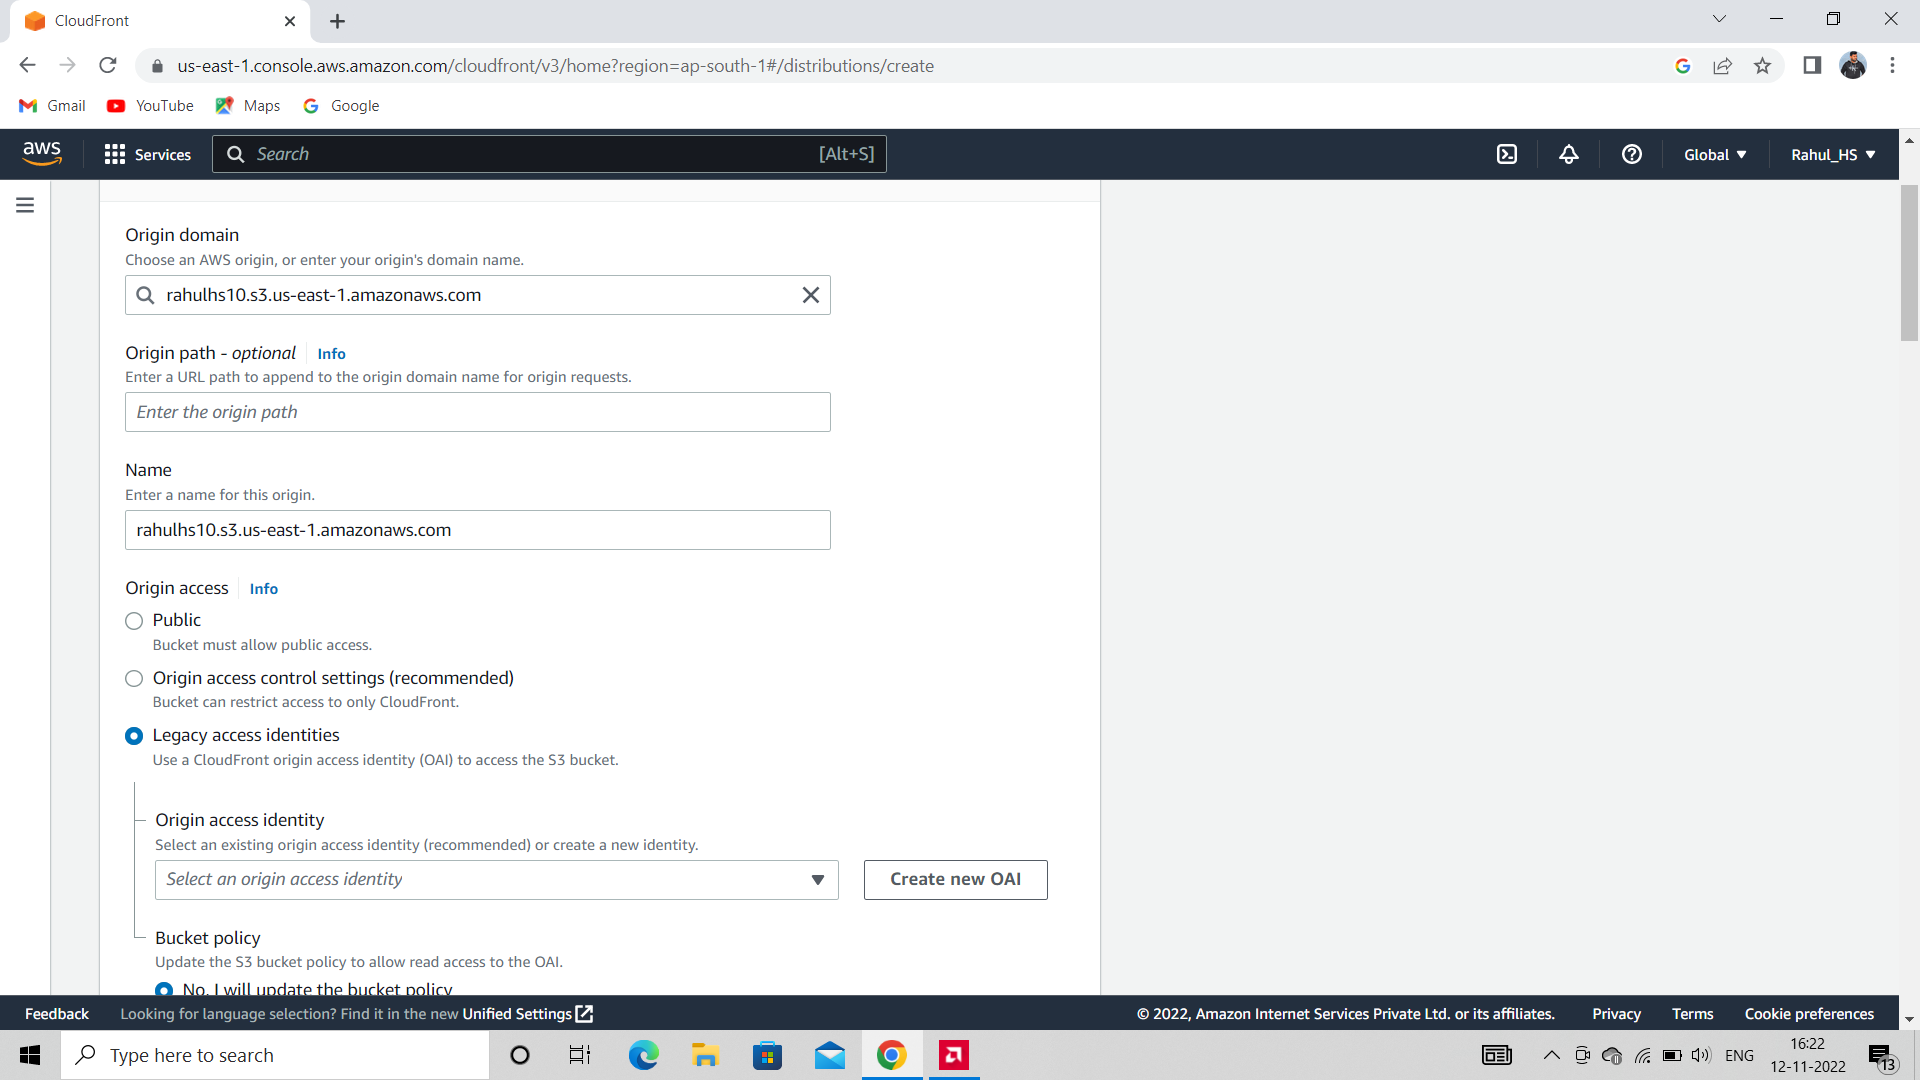 CloudFront
us-east-1.console.aws.amazon.com/cloudfront/v3/home?region=ap-south-1#/distributions/create
Gmail YouTube Maps Google
aws Services Search [Alt+S] Global Rahul_HS
Origin domain
Choose an AWS origin, or enter your origin's domain name.
rahulhs10.s3.us-east-1.amazonaws.com
Origin path - optional Info
Enter a URL path to append to the origin domain name for origin requests.
Enter the origin path
Name
Enter a name for this origin.
rahulhs10.s3.us-east-1.amazonaws.com
Origin access Info
Public
Bucket must allow public access.
Origin access control settings (recommended)
Bucket can restrict access to only CloudFront.
Legacy access identities
Use a CloudFront origin access identity (OAI) to access the S3 bucket.
Origin access identity
Select an existing origin access identity (recommended) or create a new identity.
Select an origin access identity Create new OAI
Bucket policy
Update the S3 bucket policy to allow read access to the OAI.
No, I will update the bucket policy
Feedback Looking for language selection? Find it in the new Unified Settings © 2022, Amazon Internet Services Private Ltd. or its affiliates. Privacy Terms Cookie preferences
Type here to search ENG 16:22
12-11-2022 13